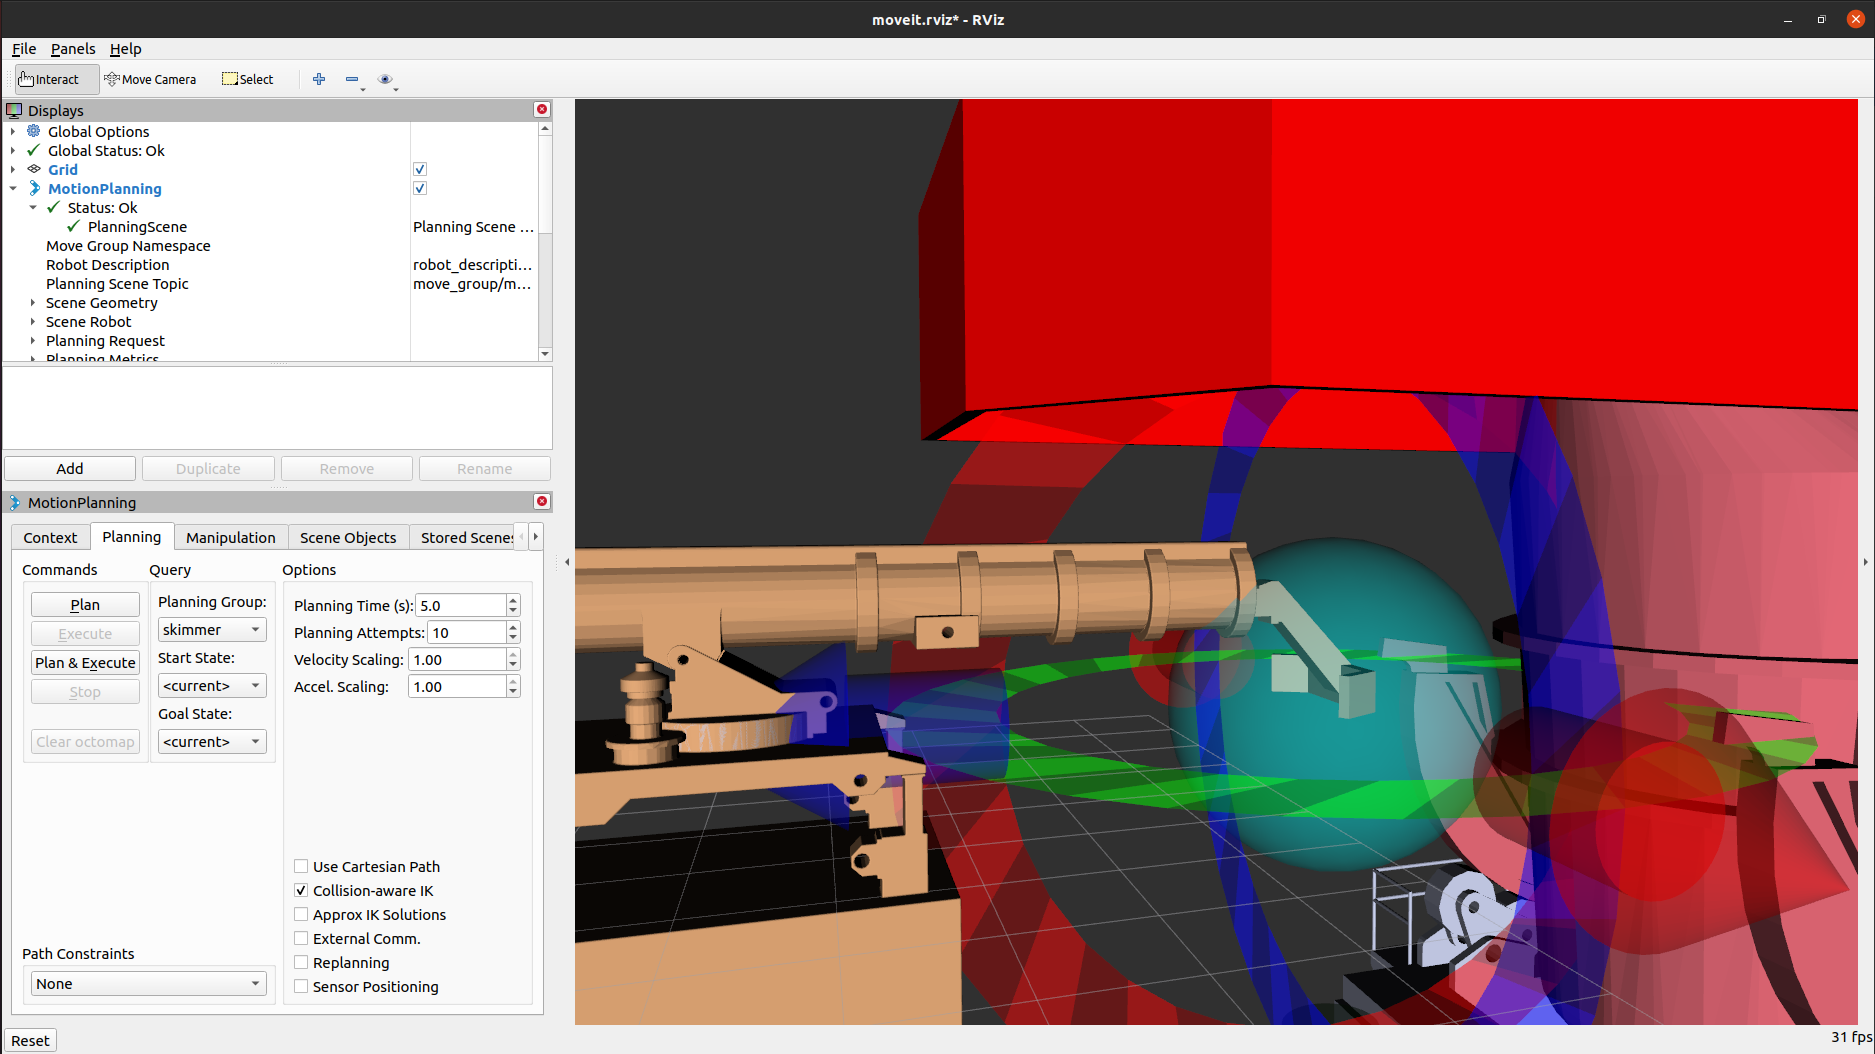 moveit.rviz* - RViz
File Panels Help
Interact Move Camera Select
Displays
Global Options
Global Status: Ok
Grid
MotionPlanning
Status: Ok
PlanningScene Planning Scene ...
Move Group Namespace
Robot Description robot_descripti...
Planning Scene Topic move_group/m...
Scene Geometry
Scene Robot
Planning Request
Planning Metrics
Add Duplicate Remove Rename
MotionPlanning
Context Planning Manipulation Scene Objects Stored Scenes
Commands Query Options
Plan
Execute
Plan & Execute
Stop
Clear octomap
Planning Group:
skimmer
Start State:
<current>
Goal State:
<current>
Planning Time (s): 5.0
Planning Attempts: 10
Velocity Scaling: 1.00
Accel. Scaling: 1.00
Use Cartesian Path
Collision-aware IK
Approx IK Solutions
External Comm.
Replanning
Sensor Positioning
Path Constraints
None
Reset
31 fps